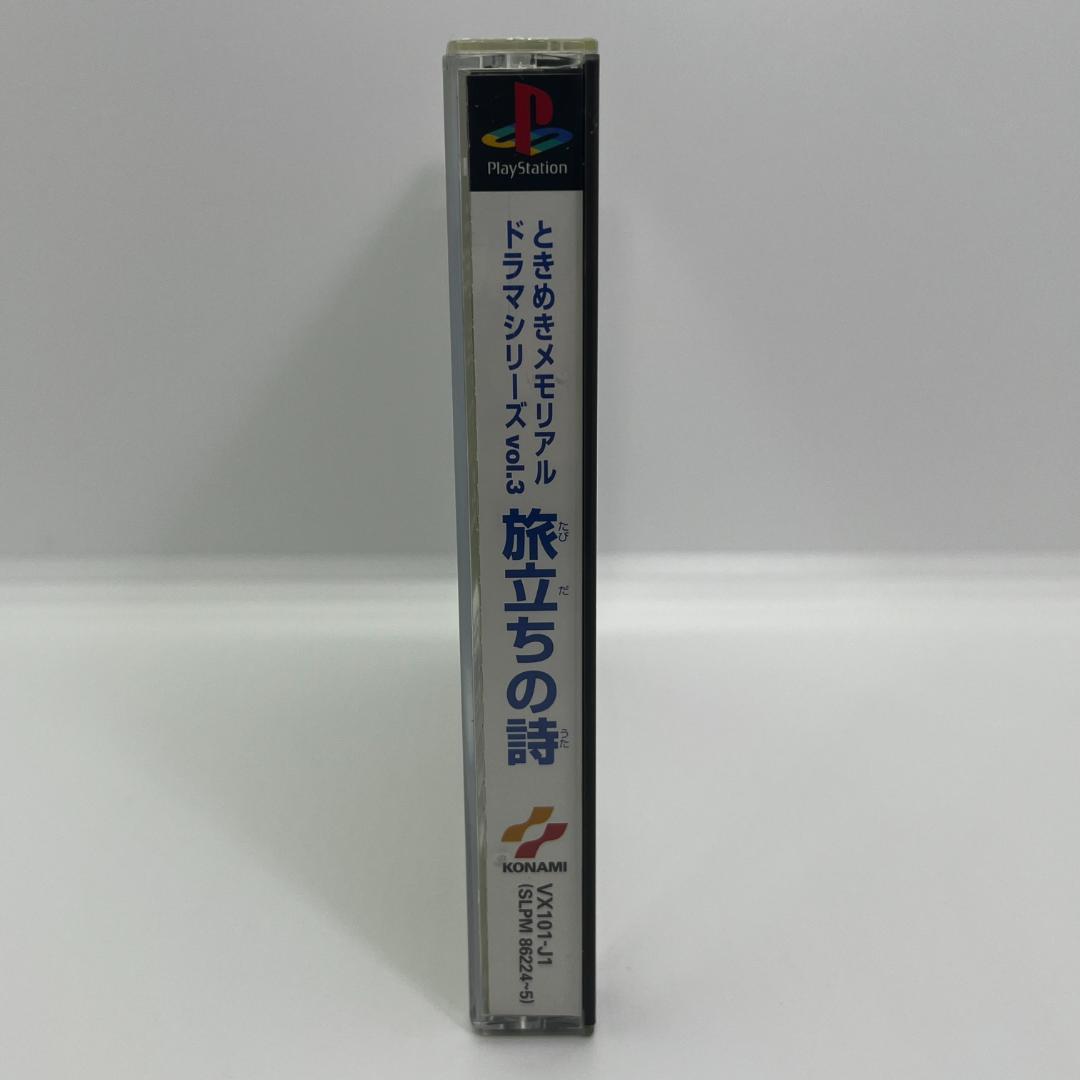 PlayStation
ときめきメモリアル
ドラマシリーズ vol.3
旅立ちの詩
たび
だ
うた
KONAMI
VX101-J1
(SLPM 86224~5)